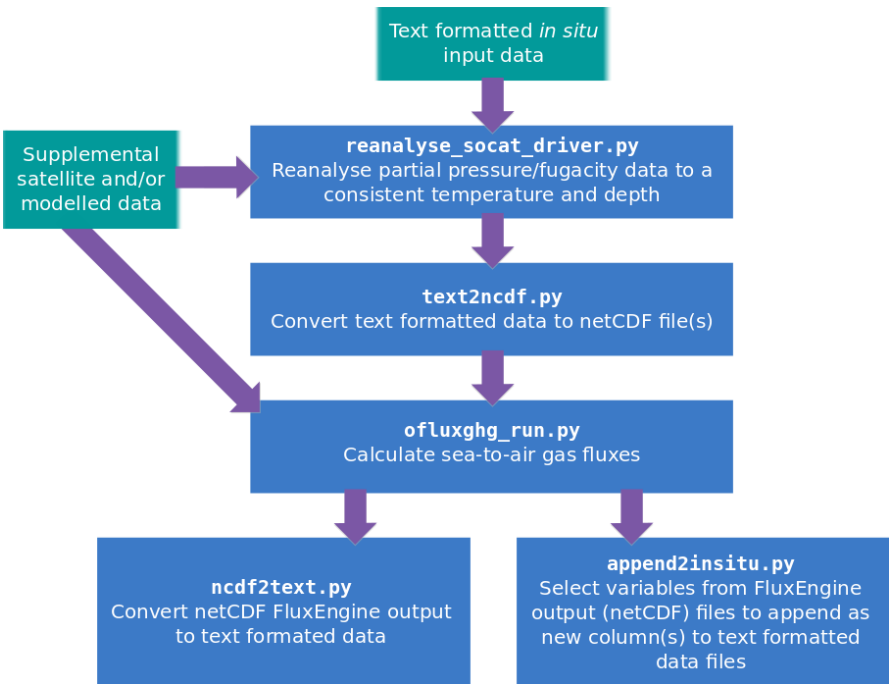 Text formatted in situ
input data
Supplemental
satellite and/or
modelled data
reanalyse_socat_driver.py
Reanalyse partial pressure/fugacity data to a
consistent temperature and depth
text2ncdf.py
Convert text formatted data to netCDF file(s)
ofluxghg_run.py
Calculate sea-to-air gas fluxes
ncdf2text.py
Convert netCDF FluxEngine output
to text formated data
append2insitu.py
Select variables from FluxEngine
output (netCDF) files to append as
new column(s) to text formatted
data files